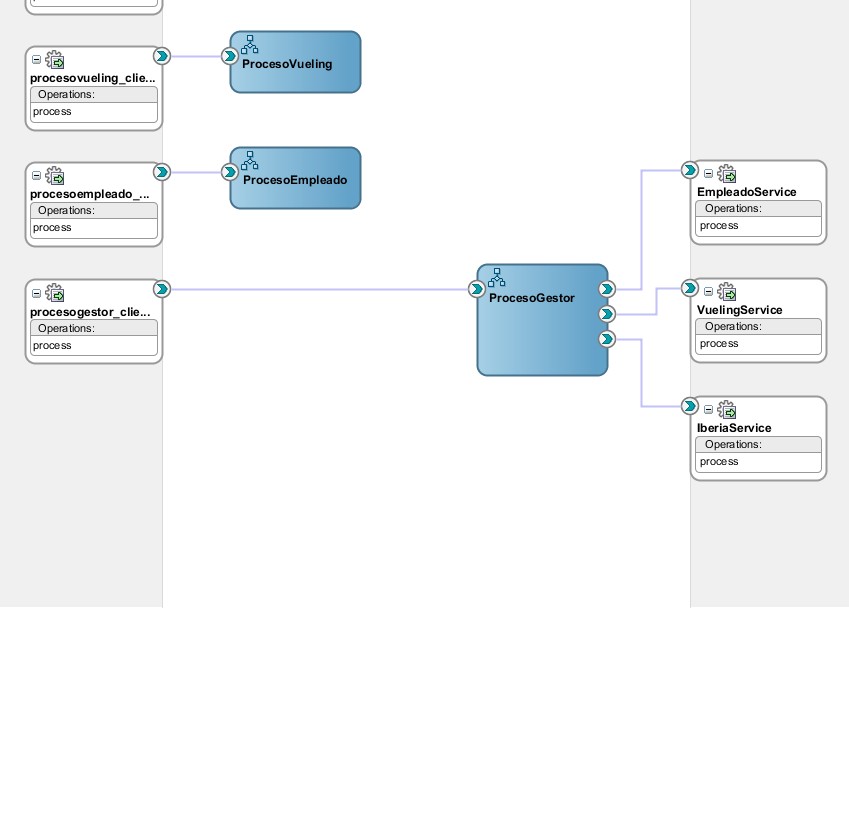 ProcesoVueling
procesovueling_clie...
Operations:
process
ProcesoEmpleado
procesoempleado_...
Operations:
process
EmpleadoService
Operations:
process
ProcesoGestor
procesogestor_clie...
Operations:
process
VuelingService
Operations:
process
IberiaService
Operations:
process